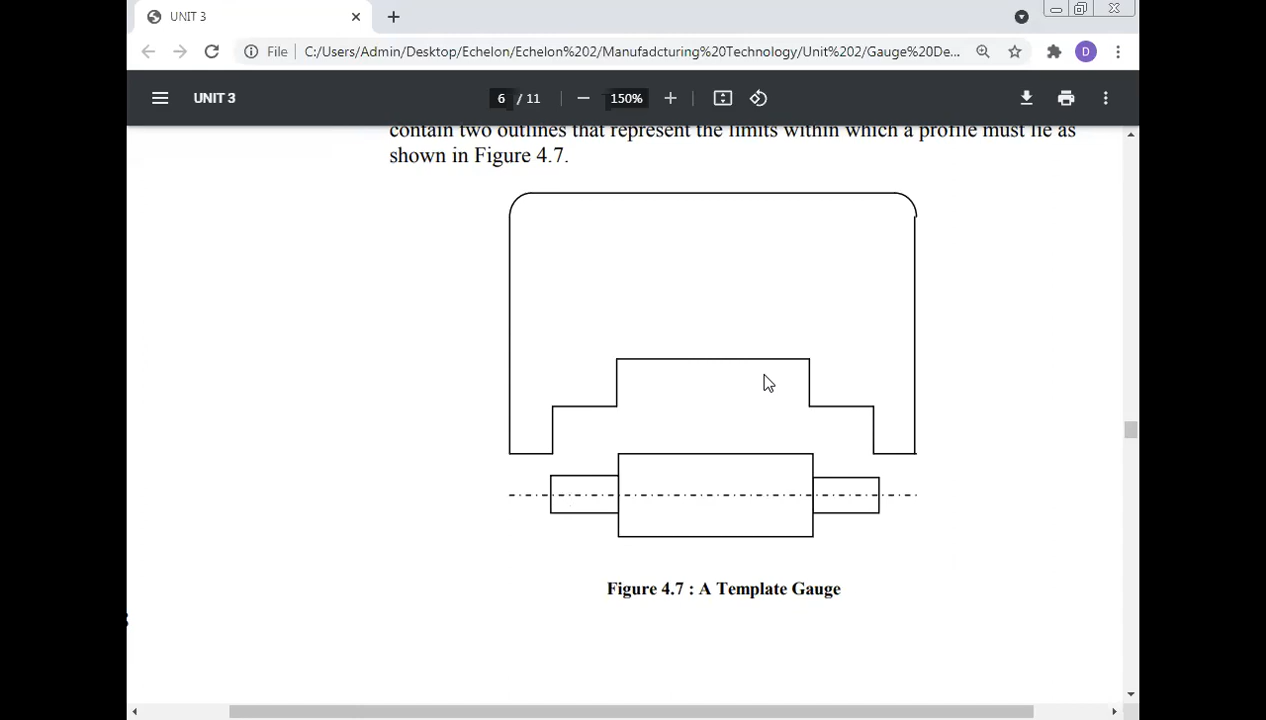 UNIT 3
File
C:/Users/Admin/Desktop/Echelon/Echelon%202/Manufadcturing%20Technology/Unit%202/Gauge%20De...
D
UNIT 3
6 / 11
150%
contain two outlines that represent the limits within which a profile must lie as
shown in Figure 4.7.
Figure 4.7 : A Template Gauge